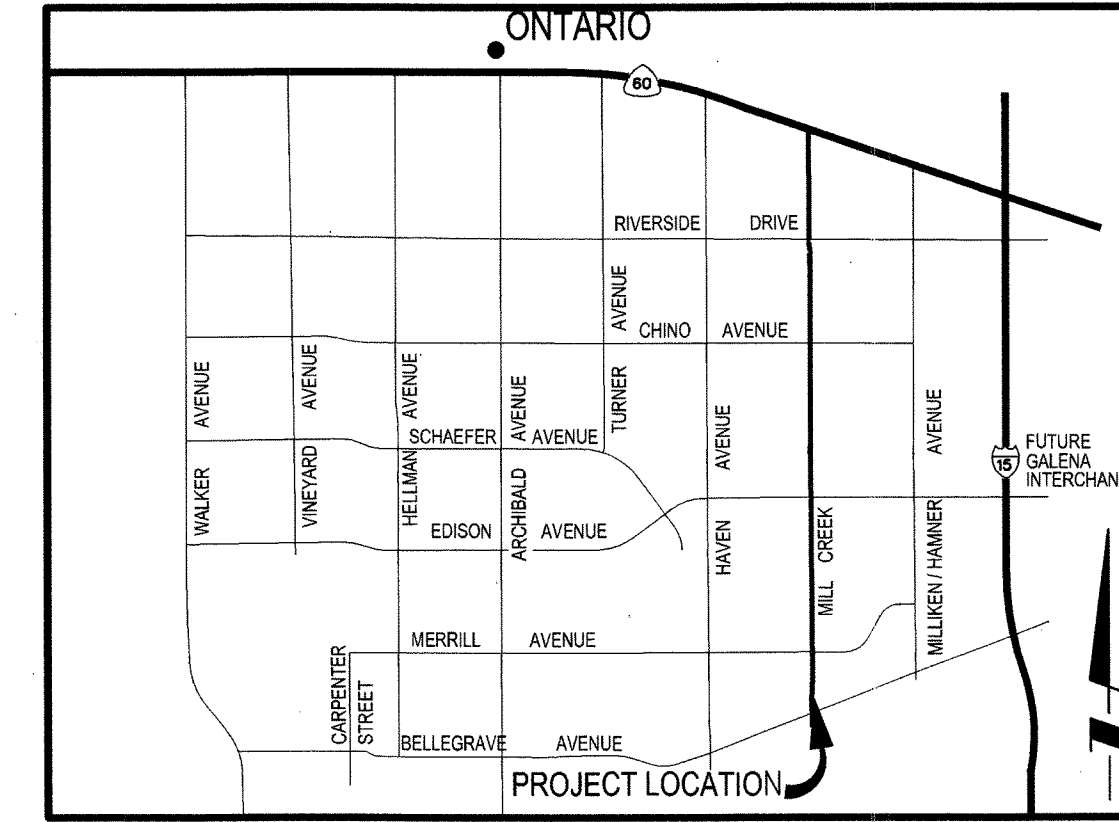 ONTARIO
60
RIVERSIDE DRIVE
AVENUE
CHINO AVENUE
TURNER
WALKER AVENUE
VINEYARD AVENUE
HELLMAN AVENUE
ARCHIBALD AVENUE
SCHAEFER AVENUE
HAVEN AVENUE
MILLIKEN / HAMNER AVENUE
15
FUTURE
GALENA
INTERCHAN
EDISON AVENUE
MILL CREEK
MERRILL AVENUE
CARPENTER
STREET
BELLEGRAVE AVENUE
PROJECT LOCATION